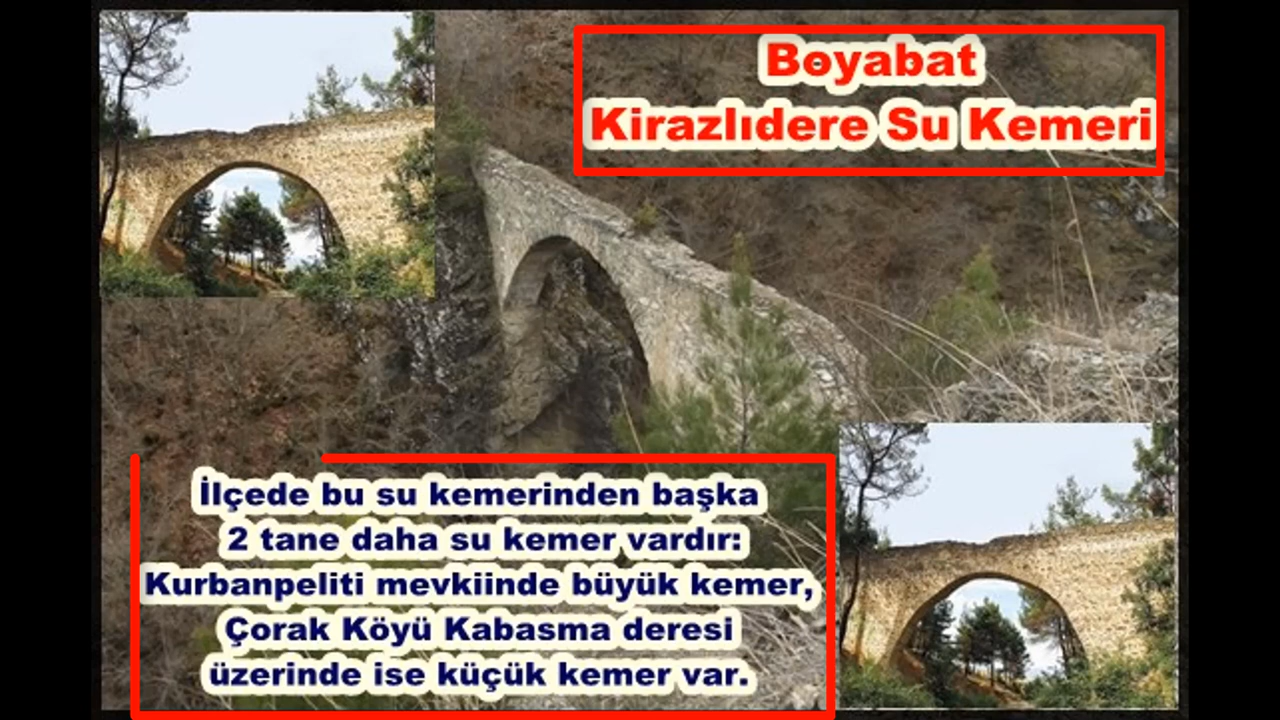 Boyabat
Kirazlıdere Su Kemeri
İlçede bu su kemerinden başka
2 tane daha su kemer vardır:
Kurbanpeliti mevkiinde büyük kemer,
Çorak Köyü Kabasma deresi
üzerinde ise küçük kemer var.